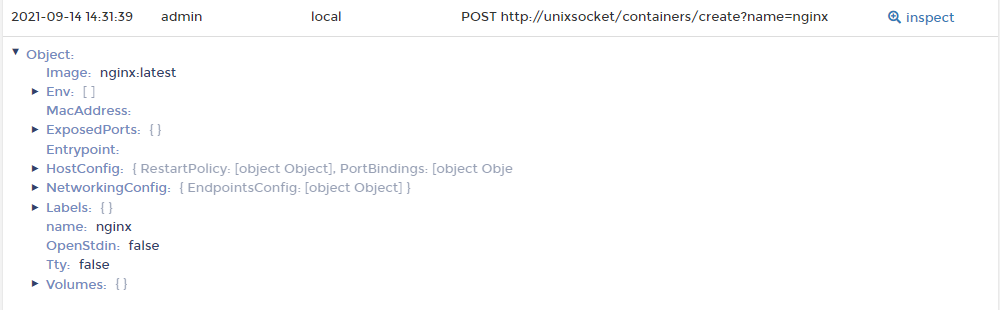 2021-09-14 14:31:39 admin local POST http://unixsocket/containers/create?name=nginx inspect
Object:
Image: nginx:latest
Env: [ ]
MacAddress:
ExposedPorts: { }
Entrypoint:
HostConfig: { RestartPolicy: [object Object], PortBindings: [object Obje
NetworkingConfig: { EndpointsConfig: [object Object] }
Labels: { }
name: nginx
OpenStdin: false
Tty: false
Volumes: { }